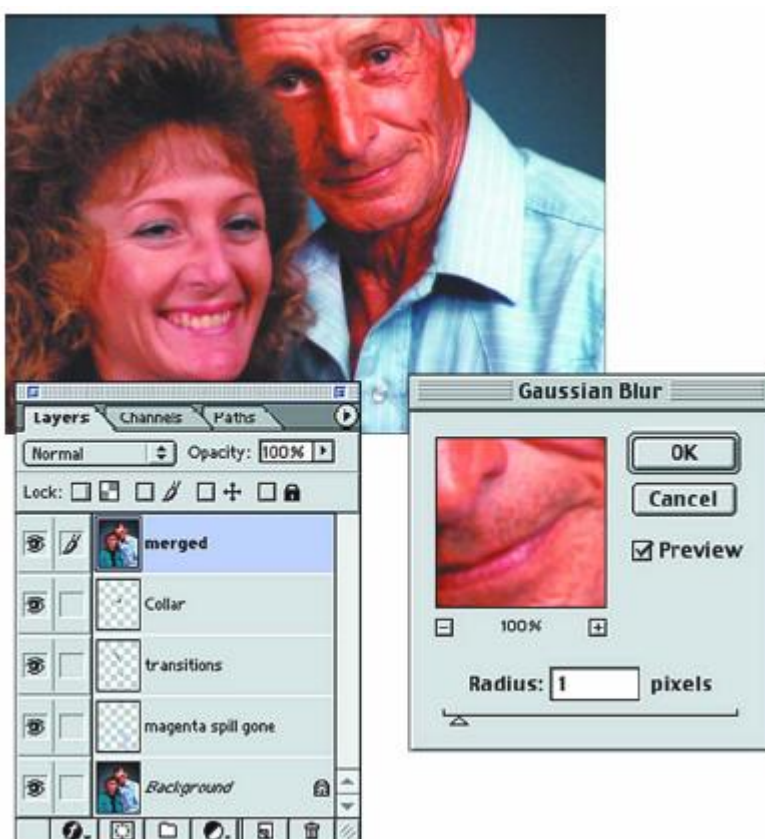 Layers Channels Paths
Normal Opacity: 100%
Lock:
merged
Collar
transitions
magenta spill gone
Background
Gaussian Blur
OK
Cancel
Preview
100%
Radius: 1 pixels